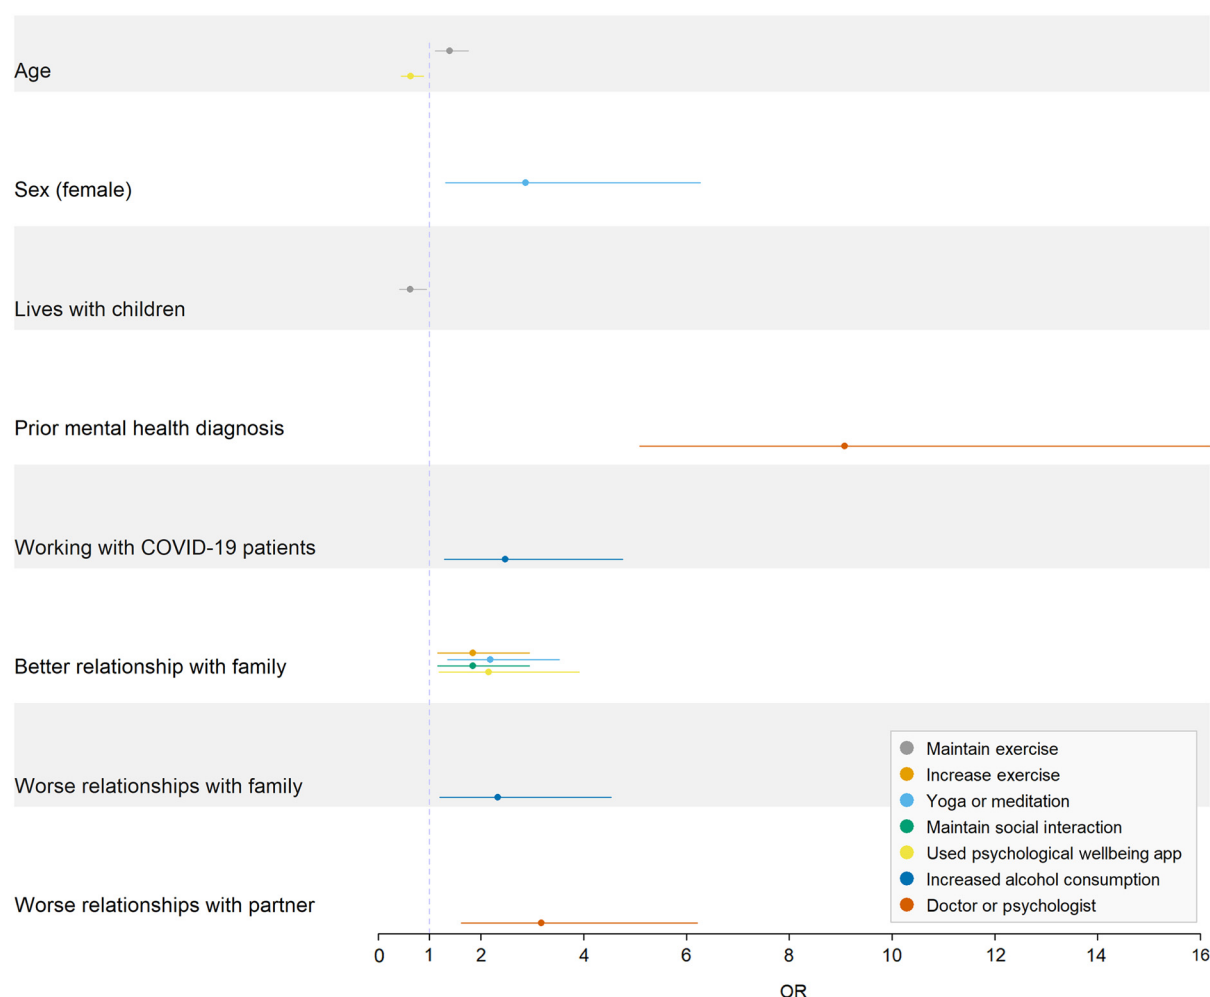 Age
Sex (female)
Lives with children
Prior mental health diagnosis
Working with COVID-19 patients
Better relationship with family
Worse relationships with family
Worse relationships with partner
Maintain exercise
Increase exercise
Yoga or meditation
Maintain social interaction
Used psychological wellbeing app
Increased alcohol consumption
Doctor or psychologist
0 1 2 4 6 8 10 12 14 16
OR